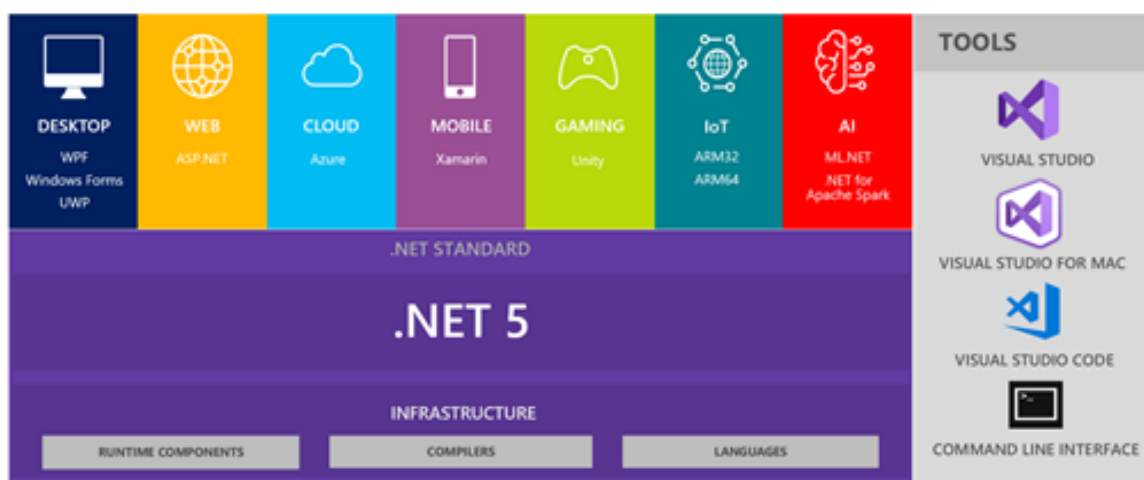 DESKTOP
WPF
Windows Forms
UWP
WEB
ASP.NET
CLOUD
Azure
MOBILE
Xamarin
GAMING
Unity
IoT
ARM32
ARM64
AI
ML.NET
.NET for
Apache Spark
.NET STANDARD
.NET 5
INFRASTRUCTURE
RUNTIME COMPONENTS
COMPILERS
LANGUAGES
TOOLS
VISUAL STUDIO
VISUAL STUDIO FOR MAC
VISUAL STUDIO CODE
COMMAND LINE INTERFACE